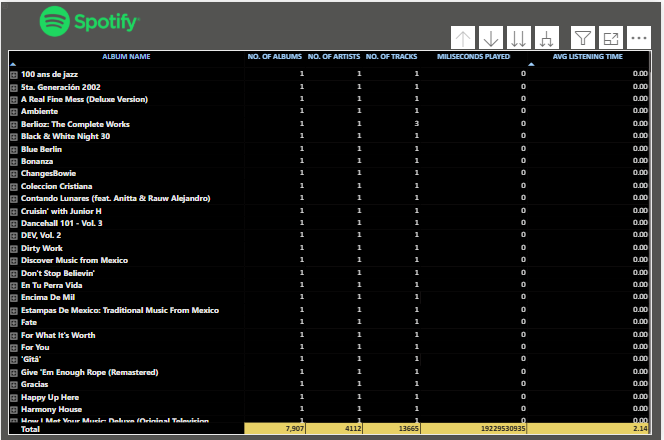 Spotify
ALBUM NAME NO. OF ALBUMS NO. OF ARTISTS NO. OF TRACKS MILISECONDS PLAYED AVG LISTENING TIME
100 ans de jazz 1 1 1 0 0.00
5ta. Generación 2002 1 1 1 0 0.00
A Real Fine Mess (Deluxe Version) 1 1 1 0 0.00
Ambiente 1 1 1 0 0.00
Berlioz: The Complete Works 1 1 3 0 0.00
Black & White Night 30 1 1 1 0 0.00
Blue Berlin 1 1 1 0 0.00
Bonanza 1 1 1 0 0.00
ChangesBowie 1 1 1 0 0.00
Coleccion Cristiana 1 1 1 0 0.00
Contando Lunares (feat. Anitta & Rauw Alejandro) 1 1 1 0 0.00
Cruisin' with Junior H 1 1 1 0 0.00
Dancehall 101 - Vol. 3 1 1 1 0 0.00
DEV, Vol. 2 1 1 1 0 0.00
Dirty Work 1 1 1 0 0.00
Discover Music from Mexico 1 1 1 0 0.00
Don't Stop Believin' 1 1 1 0 0.00
En Tu Perra Vida 1 1 1 0 0.00
Encima De Mil 1 1 1 0 0.00
Estampas De Mexico: Traditional Music From Mexico 1 1 1 0 0.00
Fate 1 1 1 0 0.00
For What It's Worth 1 1 1 0 0.00
For You 1 1 1 0 0.00
'Gîtâ' 1 1 1 0 0.00
Give 'Em Enough Rope (Remastered) 1 1 1 0 0.00
Gracias 1 1 1 0 0.00
Happy Up Here 1 1 1 0 0.00
Harmony House 1 1 1 0 0.00
How I Met Your Music: Deluxe (Original Television 1 1 1 0 0.00
Total 7,907 4112 13665 19229530935 2.14